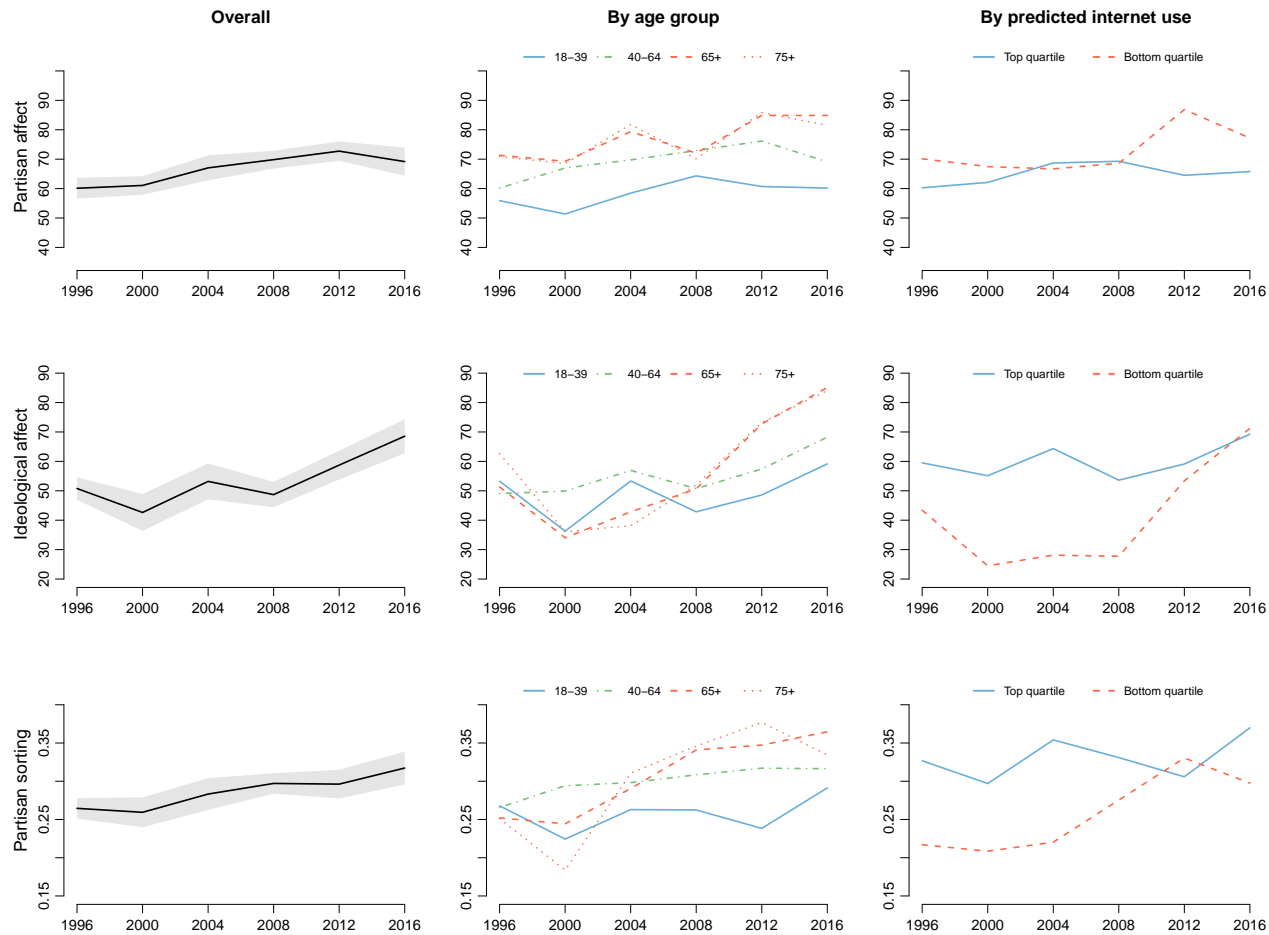 Overall
By age group
By predicted internet use
18−39 40−64 65+ 75+
Top quartile Bottom quartile
Partisan affect
90
80
70
60
50
40
1996 2000 2004 2008 2012 2016
90
80
70
60
50
40
1996 2000 2004 2008 2012 2016
90
80
70
60
50
40
1996 2000 2004 2008 2012 2016
18−39 40−64 65+ 75+
Top quartile Bottom quartile
Ideological affect
90
80
70
60
50
40
30
20
1996 2000 2004 2008 2012 2016
90
80
70
60
50
40
30
20
1996 2000 2004 2008 2012 2016
90
80
70
60
50
40
30
20
1996 2000 2004 2008 2012 2016
18−39 40−64 65+ 75+
Top quartile Bottom quartile
Partisan sorting
0.35
0.25
0.15
1996 2000 2004 2008 2012 2016
0.35
0.25
0.15
1996 2000 2004 2008 2012 2016
0.35
0.25
0.15
1996 2000 2004 2008 2012 2016